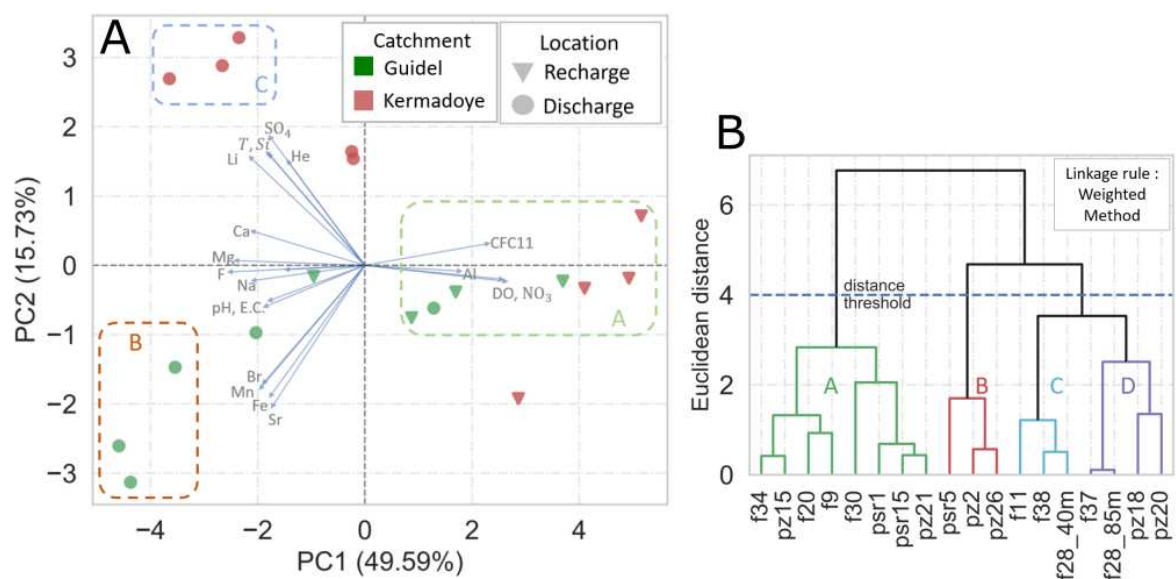 A
Catchment
Guidel
Kermadoye
Location
Recharge
Discharge
C
SO4
T, Si
He
Li
Ca
CFC11
Mg
Al
F
Na
DO, NO3
pH, E.C.
A
B
Br
Mn
Fe
Sr
3
2
1
0
−1
−2
−3
PC2 (15.73%)
−4
−2
0
2
4
PC1 (49.59%)
B
Linkage rule :
Weighted
Method
distance
threshold
A
B
C
D
6
4
2
0
Euclidean distance
f34
pz15
f20
f9
f30
psr1
psr15
pz21
psr5
pz2
pz26
f11
f38
f28_40m
f37
f28_85m
pz18
pz20